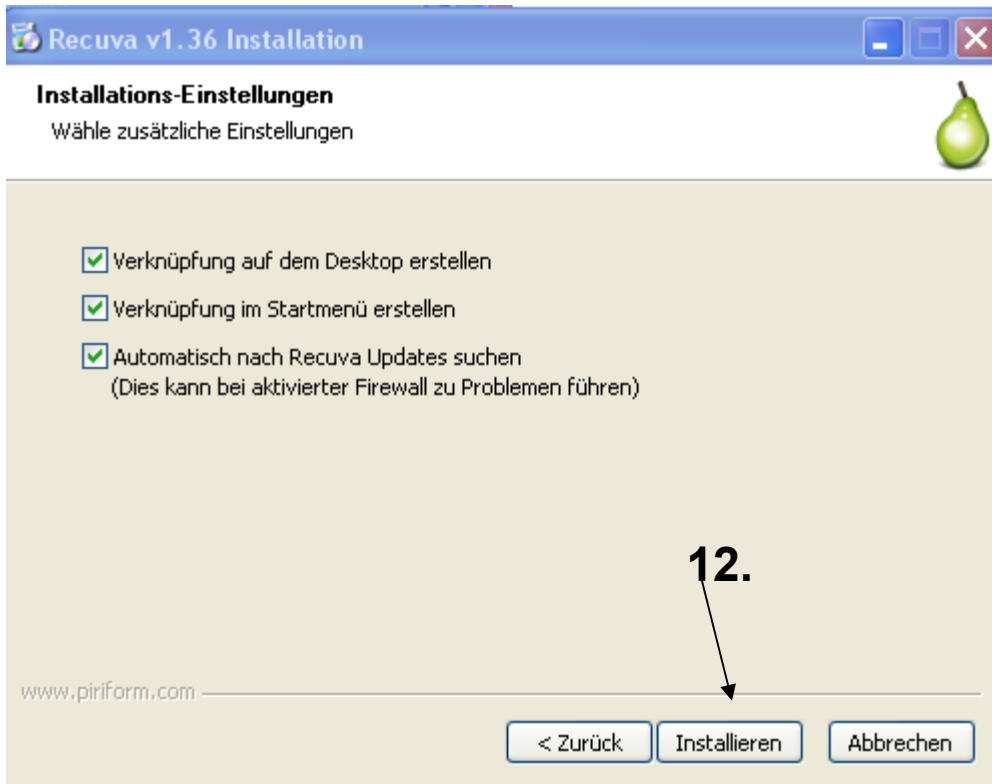 Recuva v1.36 Installation
Installations-Einstellungen
Wähle zusätzliche Einstellungen
Verknüpfung auf dem Desktop erstellen
Verknüpfung im Startmenü erstellen
Automatisch nach Recuva Updates suchen
(Dies kann bei aktivierter Firewall zu Problemen führen)
12.
www.piriform.com
< Zurück Installieren Abbrechen